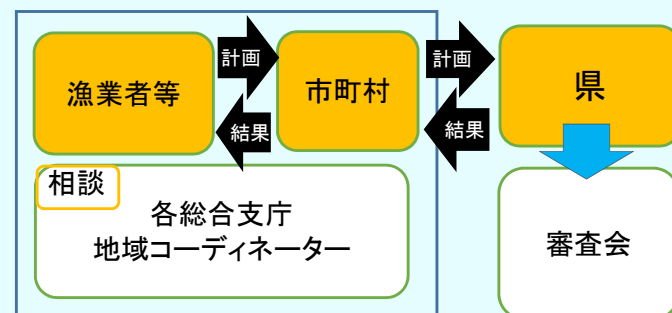 計画
計画
漁業者等
市町村
県
結果
結果
相談
各総合支庁
地域コーディネーター
審査会